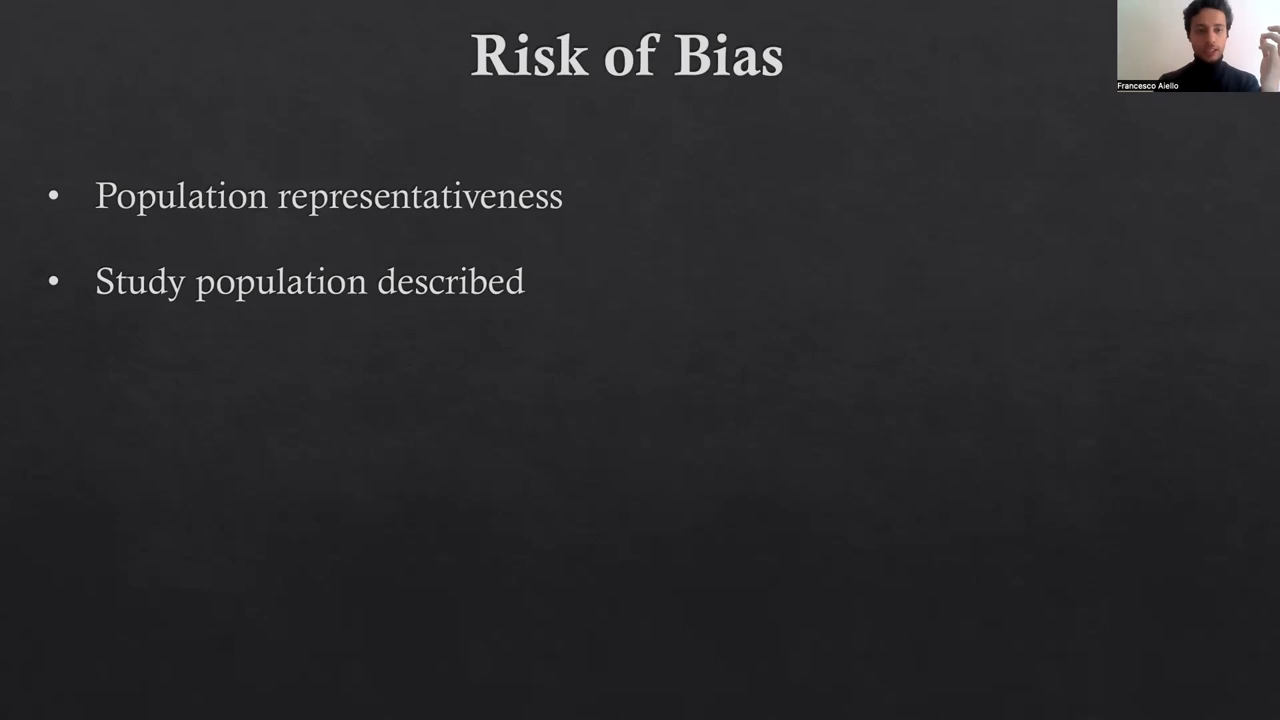 Risk of Bias
Francesco Aiello
• Population representativeness
• Study population described